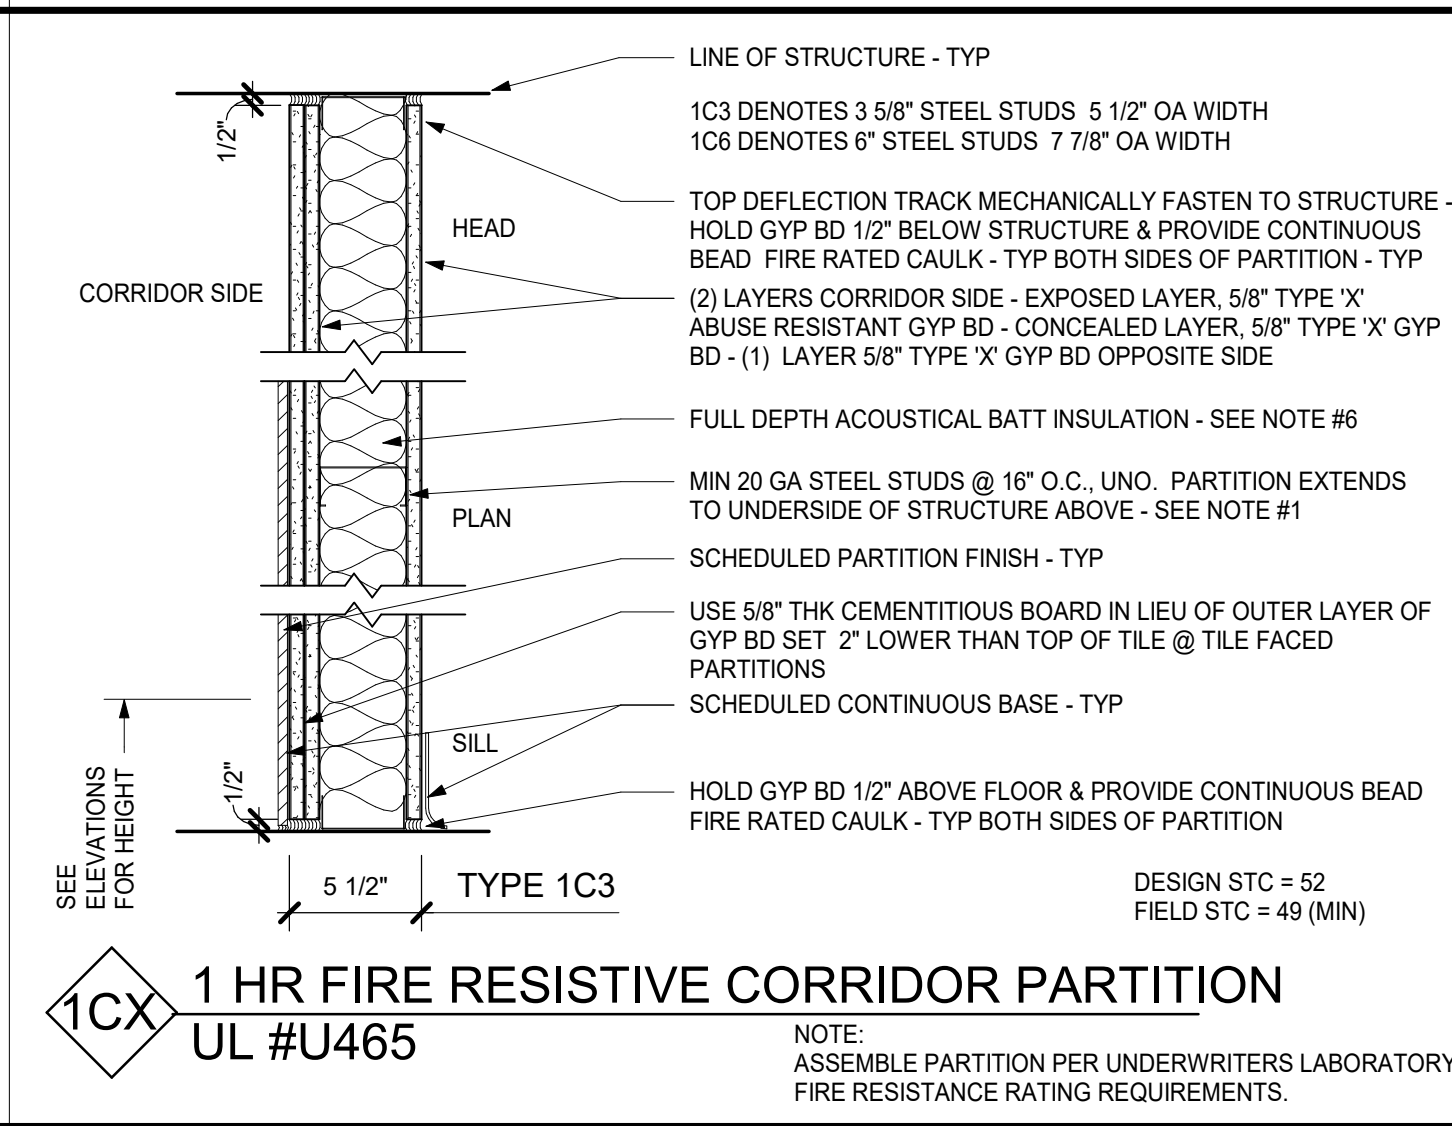 LINE OF STRUCTURE - TYP
1C3 DENOTES 3 5/8" STEEL STUDS 5 1/2" OA WIDTH
1C6 DENOTES 6" STEEL STUDS 7 7/8" OA WIDTH
1/2"
TOP DEFLECTION TRACK MECHANICALLY FASTEN TO STRUCTURE -
HOLD GYP BD 1/2" BELOW STRUCTURE & PROVIDE CONTINUOUS
BEAD FIRE RATED CAULK - TYP BOTH SIDES OF PARTITION - TYP
HEAD
CORRIDOR SIDE
(2) LAYERS CORRIDOR SIDE - EXPOSED LAYER, 5/8" TYPE 'X'
ABUSE RESISTANT GYP BD - CONCEALED LAYER, 5/8" TYPE 'X' GYP
BD - (1) LAYER 5/8" TYPE 'X' GYP BD OPPOSITE SIDE
FULL DEPTH ACOUSTICAL BATT INSULATION - SEE NOTE #6
MIN 20 GA STEEL STUDS @ 16" O.C., UNO. PARTITION EXTENDS
TO UNDERSIDE OF STRUCTURE ABOVE - SEE NOTE #1
PLAN
SCHEDULED PARTITION FINISH - TYP
USE 5/8" THK CEMENTITIOUS BOARD IN LIEU OF OUTER LAYER OF
GYP BD SET 2" LOWER THAN TOP OF TILE @ TILE FACED
PARTITIONS
SCHEDULED CONTINUOUS BASE - TYP
SILL
1/2"
HOLD GYP BD 1/2" ABOVE FLOOR & PROVIDE CONTINUOUS BEAD
FIRE RATED CAULK - TYP BOTH SIDES OF PARTITION
SEE
ELEVATIONS
FOR HEIGHT
5 1/2"
TYPE 1C3
DESIGN STC = 52
FIELD STC = 49 (MIN)
1CX
1 HR FIRE RESISTIVE CORRIDOR PARTITION
UL #U465
NOTE:
ASSEMBLE PARTITION PER UNDERWRITERS LABORATORY
FIRE RESISTANCE RATING REQUIREMENTS.